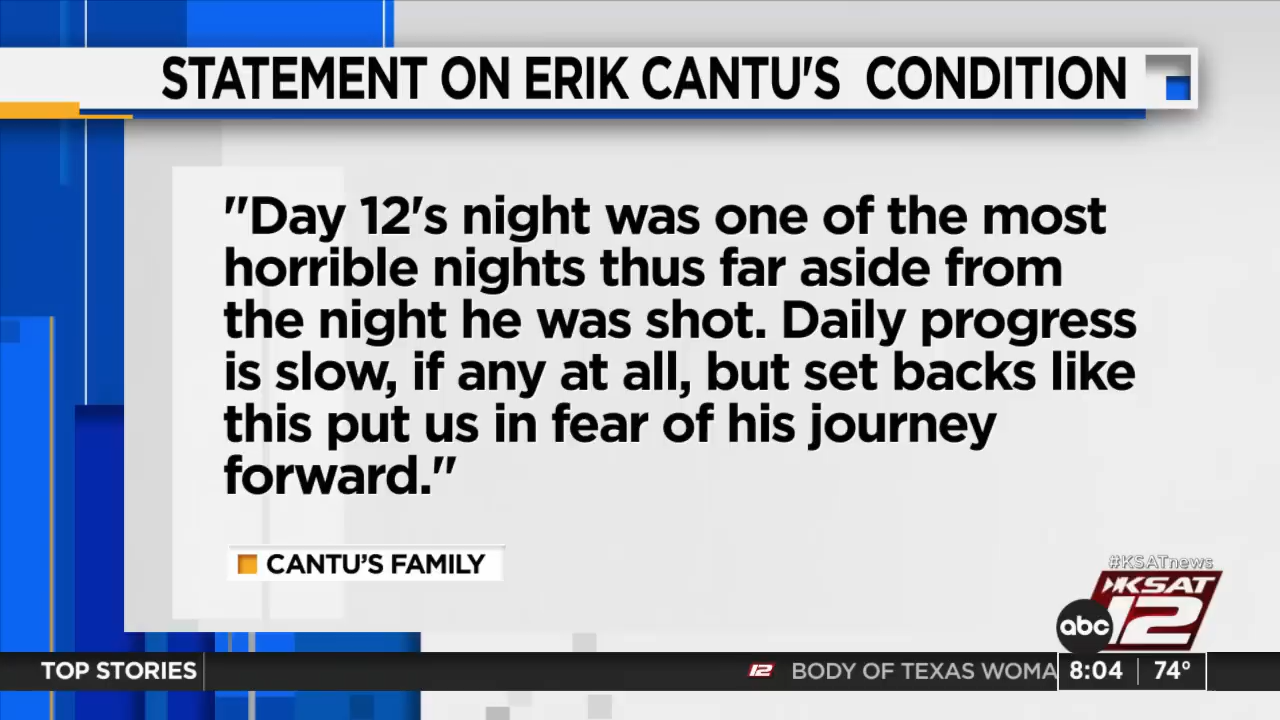 STATEMENT ON ERIK CANTU'S CONDITION
"Day 12's night was one of the most
horrible nights thus far aside from
the night he was shot. Daily progress
is slow, if any at all, but set backs like
this put us in fear of his journey
forward."
CANTU'S FAMILY
#KSATnews
KSAT
abc 12
TOP STORIES 12 BODY OF TEXAS WOMA 8:04 74°